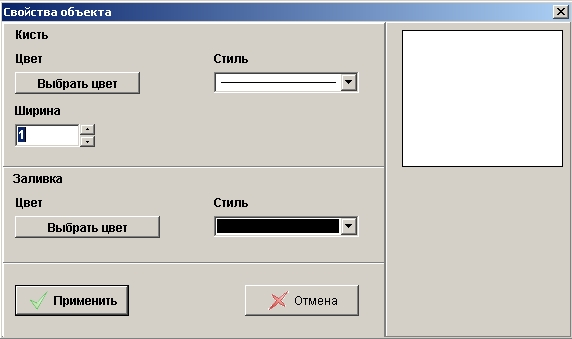 Свойства объекта
Кисть
Цвет
Стиль
Выбрать цвет
Ширина
1
Заливка
Цвет
Стиль
Выбрать цвет
Применить
Отмена